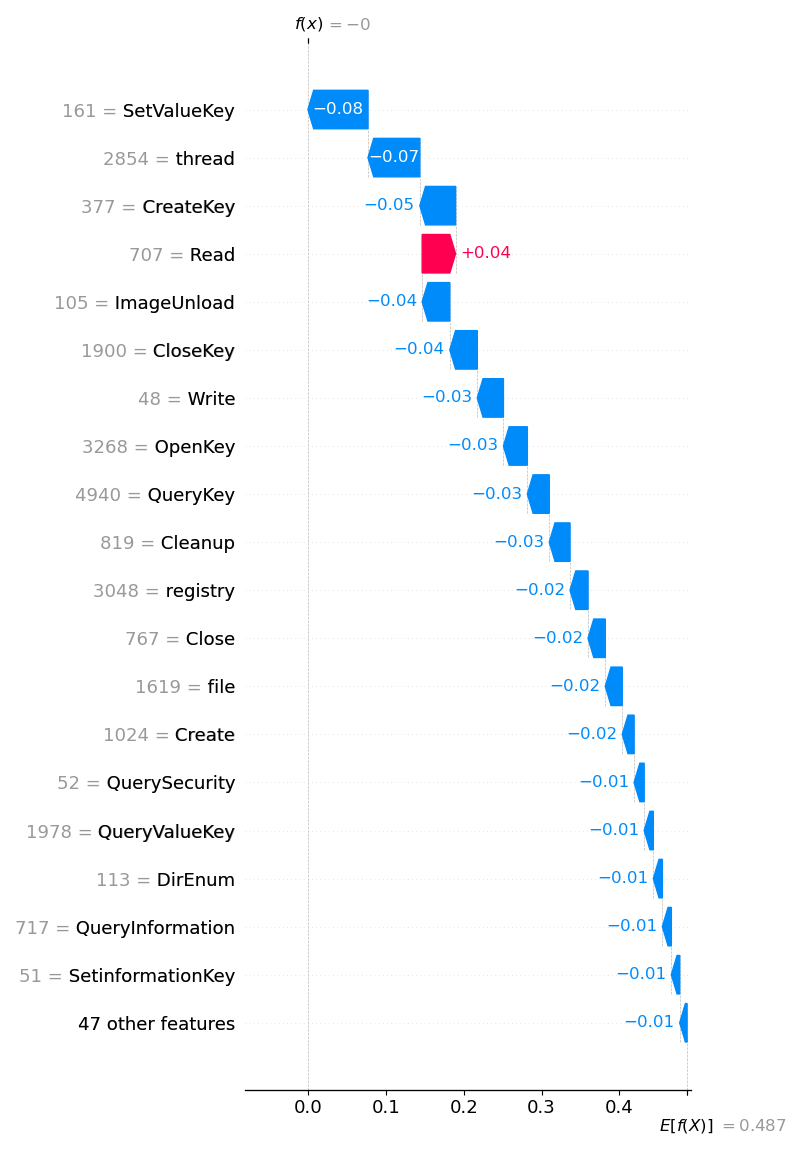 f(x) = −0
161 = SetValueKey −0.08
2854 = thread −0.07
377 = CreateKey −0.05
707 = Read +0.04
105 = ImageUnload −0.04
1900 = CloseKey −0.04
48 = Write −0.03
3268 = OpenKey −0.03
4940 = QueryKey −0.03
819 = Cleanup −0.03
3048 = registry −0.02
767 = Close −0.02
1619 = file −0.02
1024 = Create −0.02
52 = QuerySecurity −0.01
1978 = QueryValueKey −0.01
113 = DirEnum −0.01
717 = QueryInformation −0.01
51 = SetinformationKey −0.01
47 other features −0.01
0.0 0.1 0.2 0.3 0.4
E[f(X)] = 0.487